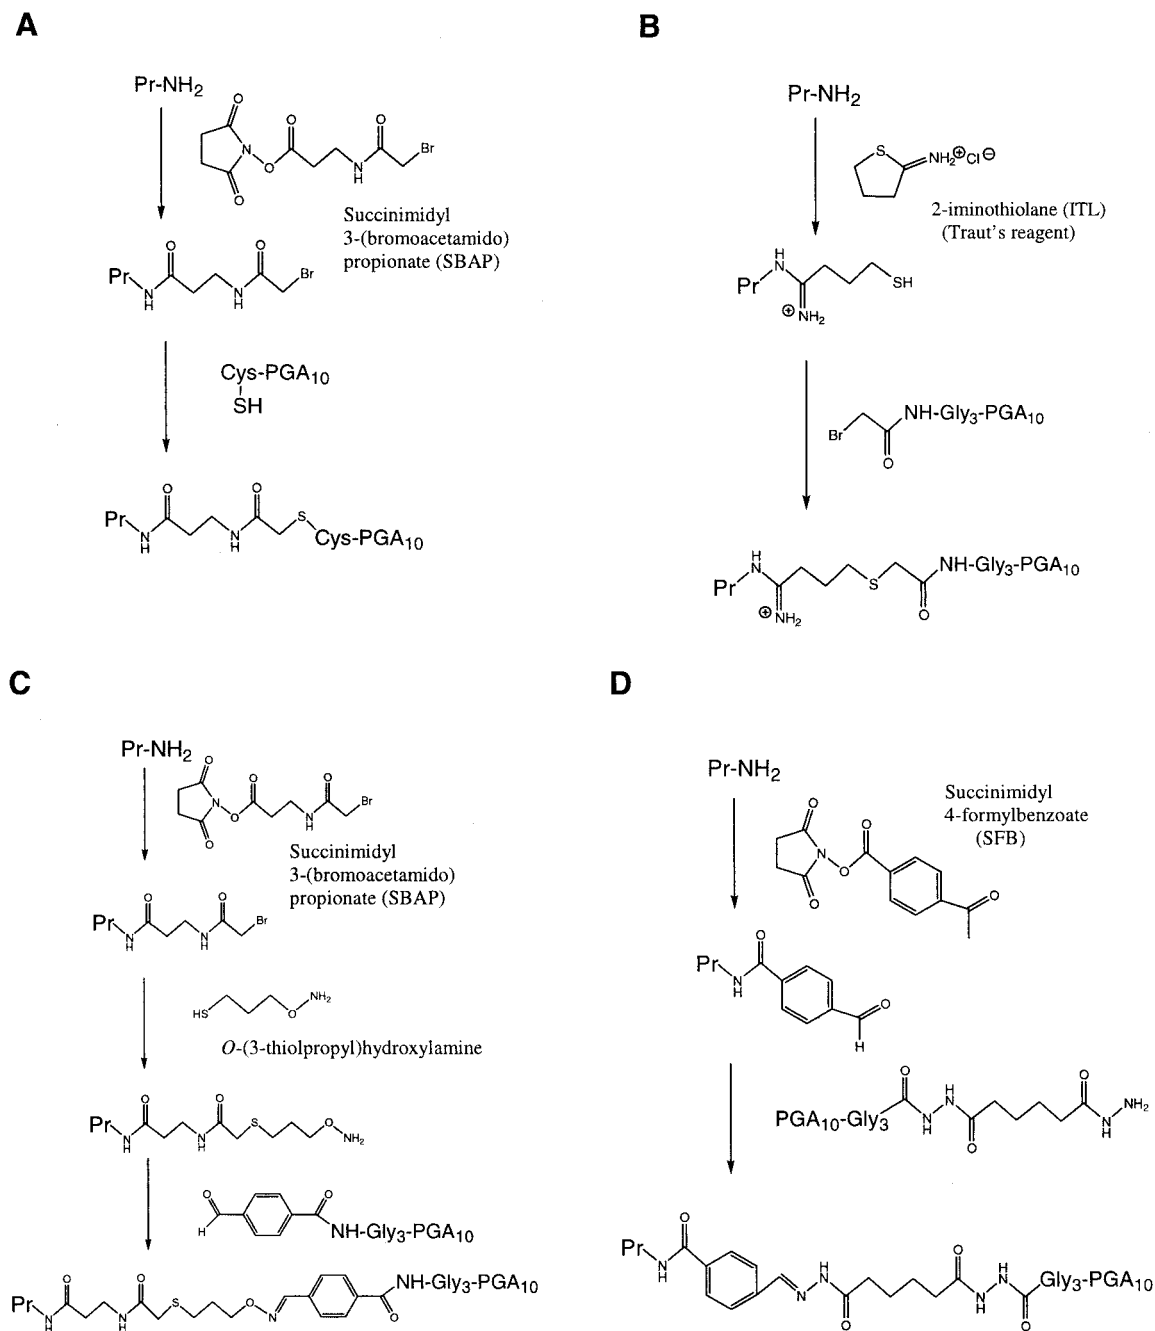 A
Pr-NH2
O
O
O
N
O
O
N
H
Br
O
Succinimidyl
3-(bromoacetamido)
propionate (SBAP)
O
O
Pr
N
H
N
H
Br
Cys-PGA10
SH
O
O
Pr
N
H
N
H
S
Cys-PGA10
B
Pr-NH2
S
NH2⊕Cl⊖
2-iminothiolane (ITL)
(Traut's reagent)
H
N
Pr
SH
⊕NH2
NH-Gly3-PGA10
Br
O
H
N
Pr
S
NH-Gly3-PGA10
O
⊕NH2
C
Pr-NH2
O
O
O
N
O
N
H
Br
O
Succinimidyl
3-(bromoacetamido)
propionate (SBAP)
O
O
Pr
N
H
N
H
Br
HS
O
NH2
O-(3-thiolpropyl)hydroxylamine
O
O
Pr
N
H
N
H
S
O
NH2
O
H
O
NH-Gly3-PGA10
O
O
Pr
N
H
N
H
S
O
N
NH-Gly3-PGA10
O
D
Pr-NH2
Succinimidyl
4-formylbenzoate
(SFB)
O
O
N
O
O
O
O
Pr
N
H
O
H
PGA10-Gly3
O
N
H
H
N
O
O
N
H
NH2
O
Pr
N
H
N
H
N
O
O
N
H
H
N
O
Gly3-PGA10